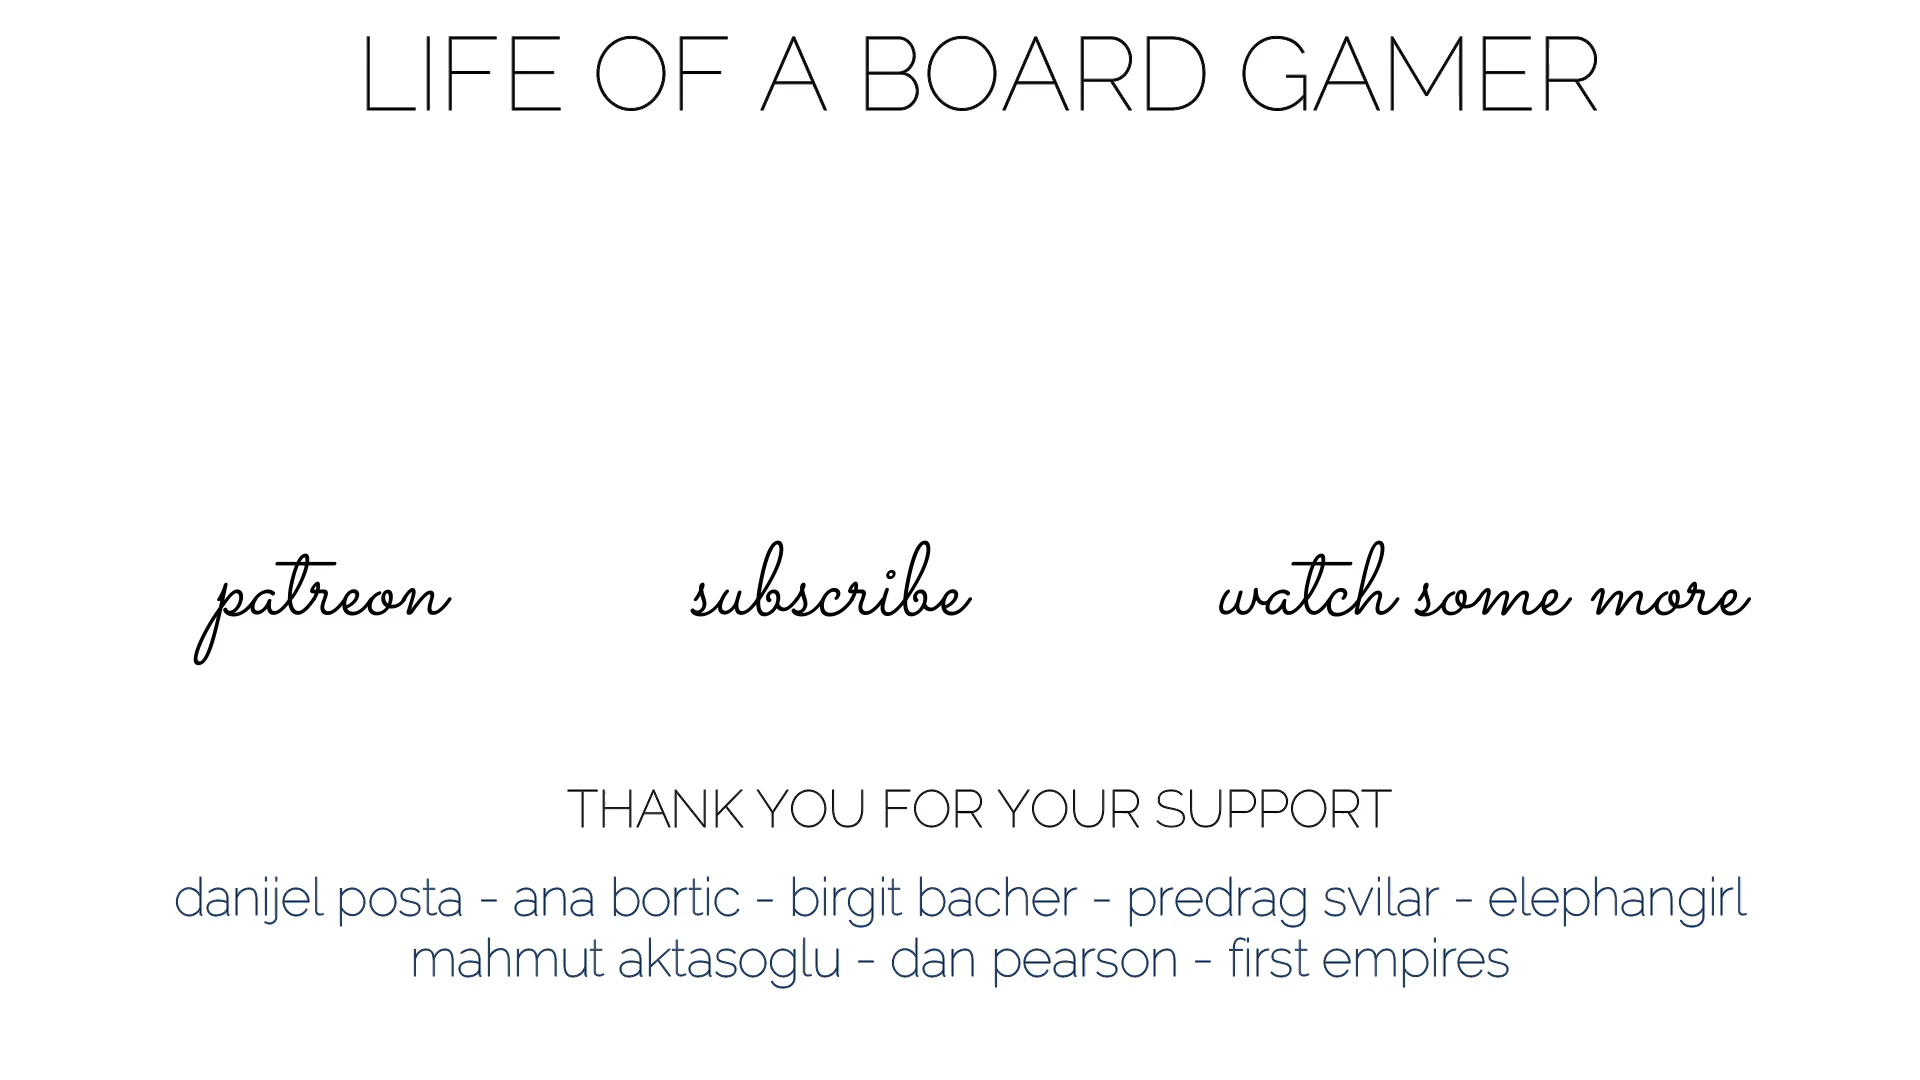 LIFE OF A BOARD GAMER
patreon subscribe watch some more
THANK YOU FOR YOUR SUPPORT
danijel posta - ana bortic - birgit bacher - predrag svilar - elephangirl
mahmut aktasoglu - dan pearson - first empires